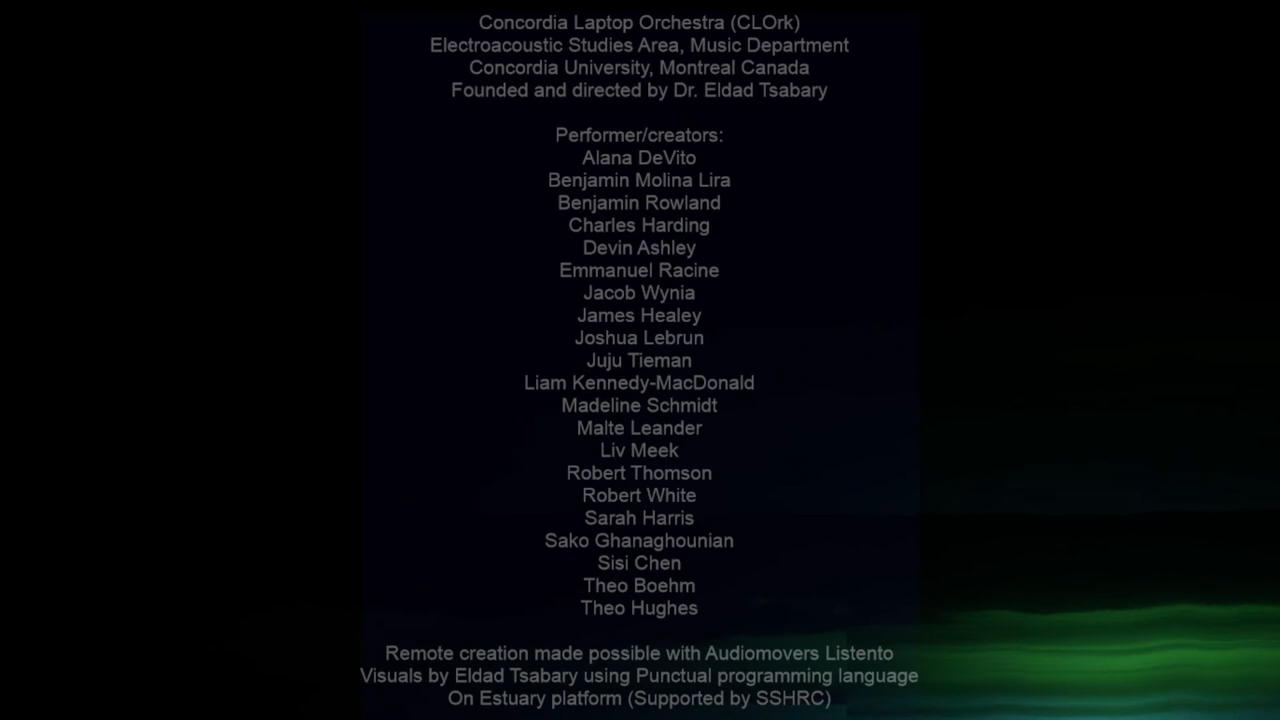 Concordia Laptop Orchestra (CLOrk)
Electroacoustic Studies Area, Music Department
Concordia University, Montreal Canada
Founded and directed by Dr. Eldad Tsabary
Performer/creators:
Alana DeVito
Benjamin Molina Lira
Benjamin Rowland
Charles Harding
Devin Ashley
Emmanuel Racine
Jacob Wynia
James Healey
Joshua Lebrun
Juju Tieman
Liam Kennedy-MacDonald
Madeline Schmidt
Malte Leander
Liv Meek
Robert Thomson
Robert White
Sarah Harris
Sako Ghanaghounian
Sisi Chen
Theo Boehm
Theo Hughes
Remote creation made possible with Audiomovers Listento
Visuals by Eldad Tsabary using Punctual programming language
On Estuary platform (Supported by SSHRC)